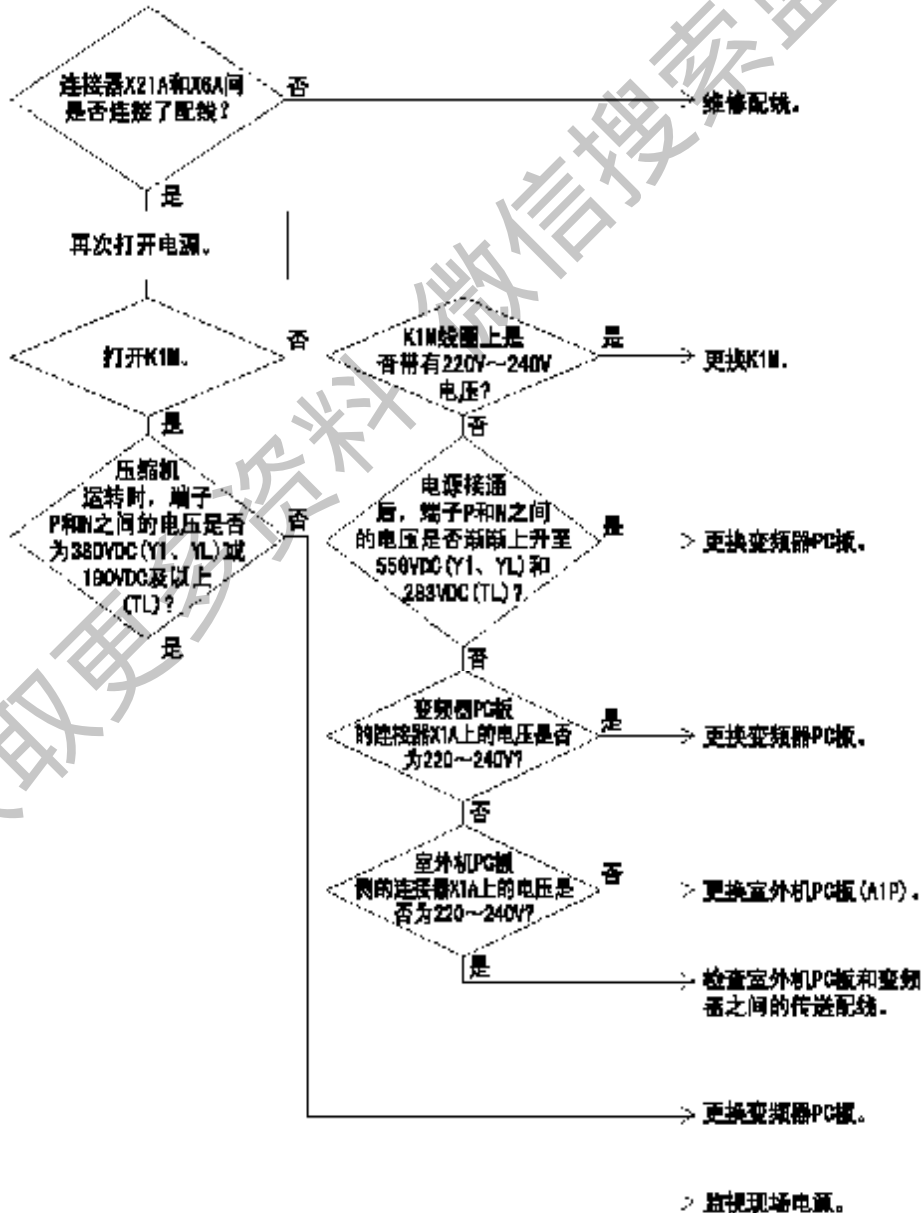 连接器X21A和X6A间
是否连接了配线?
否
维修配线。
是
再次打开电源。
打开K1M.
否
K1M线圈上是
否带有220V~240V
电压?
是
更换K1M.
是
否
压缩机
运转时, 端子
P和N之间的电压是否
为380VDC(Y1、YL)或
190VDC及以上
(TL)?
否
电源接通
后, 端子P和N之间
的电压是否渐渐上升至
550VDC(Y1、YL)和
283VDC(TL)?
是
更换变频器PC板。
是
否
变频器PC板
的连接器X1A上的电压是否
为220~240V?
是
更换变频器PC板。
否
室外机PC板
侧的连接器X1A上的电压是
否为220~240V?
否
更换室外机PC板(A1P).
是
检查室外机PC板和变频
器之间的传送配线。
更换变频器PC板。
监视现场电源。
取更多资料 微信搜索